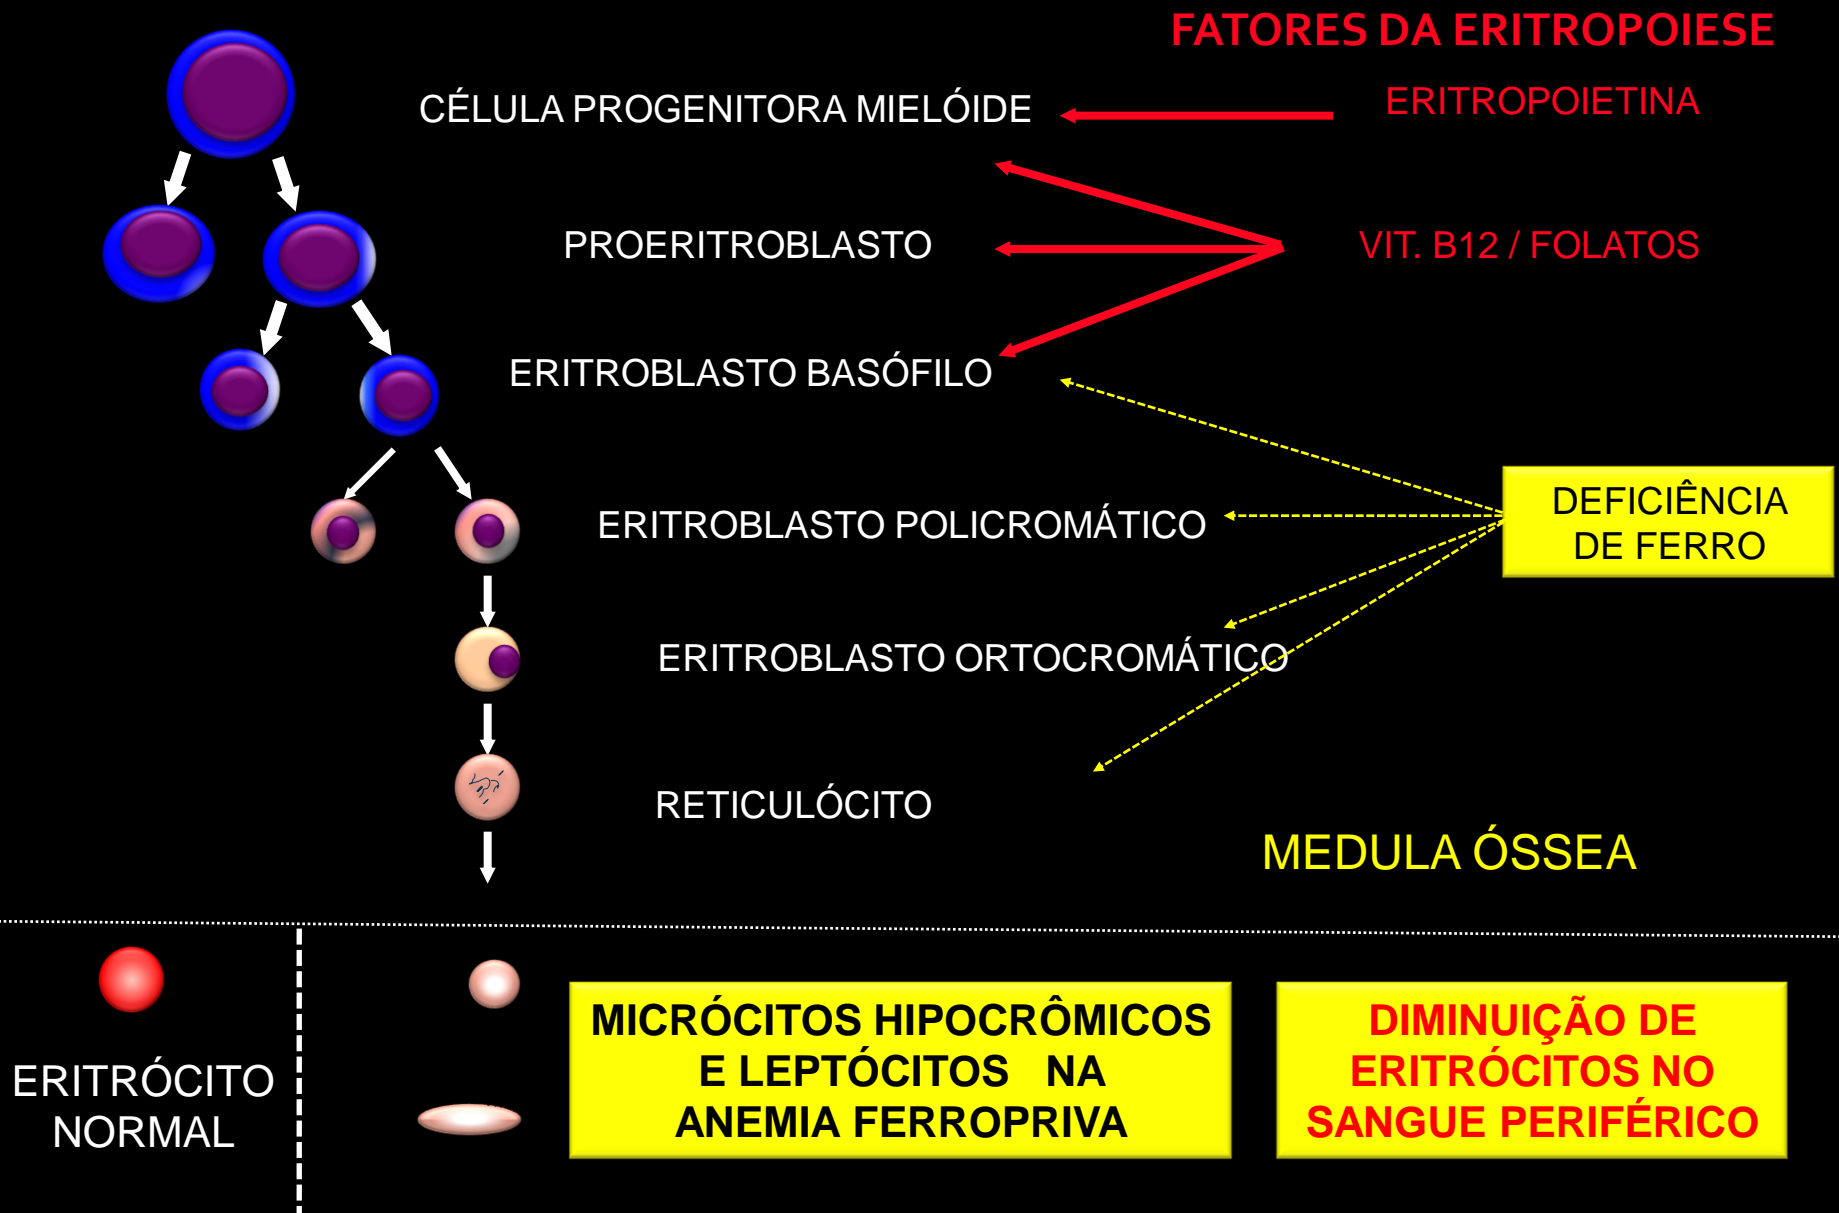 FATORES DA ERITROPOIESE
CÉLULA PROGENITORA MIELÓIDE
ERITROPOIETINA
PROERITROBLASTO
VIT. B12 / FOLATOS
ERITROBLASTO BASÓFILO
ERITROBLASTO POLICROMÁTICO
DEFICIÊNCIA
DE FERRO
ERITROBLASTO ORTOCROMÁTICO
RETICULÓCITO
MEDULA ÓSSEA
ERITRÓCITO
NORMAL
MICRÓCITOS HIPOCRÔMICOS
E LEPTÓCITOS NA
ANEMIA FERROPRIVA
DIMINUIÇÃO DE
ERITRÓCITOS NO
SANGUE PERIFÉRICO